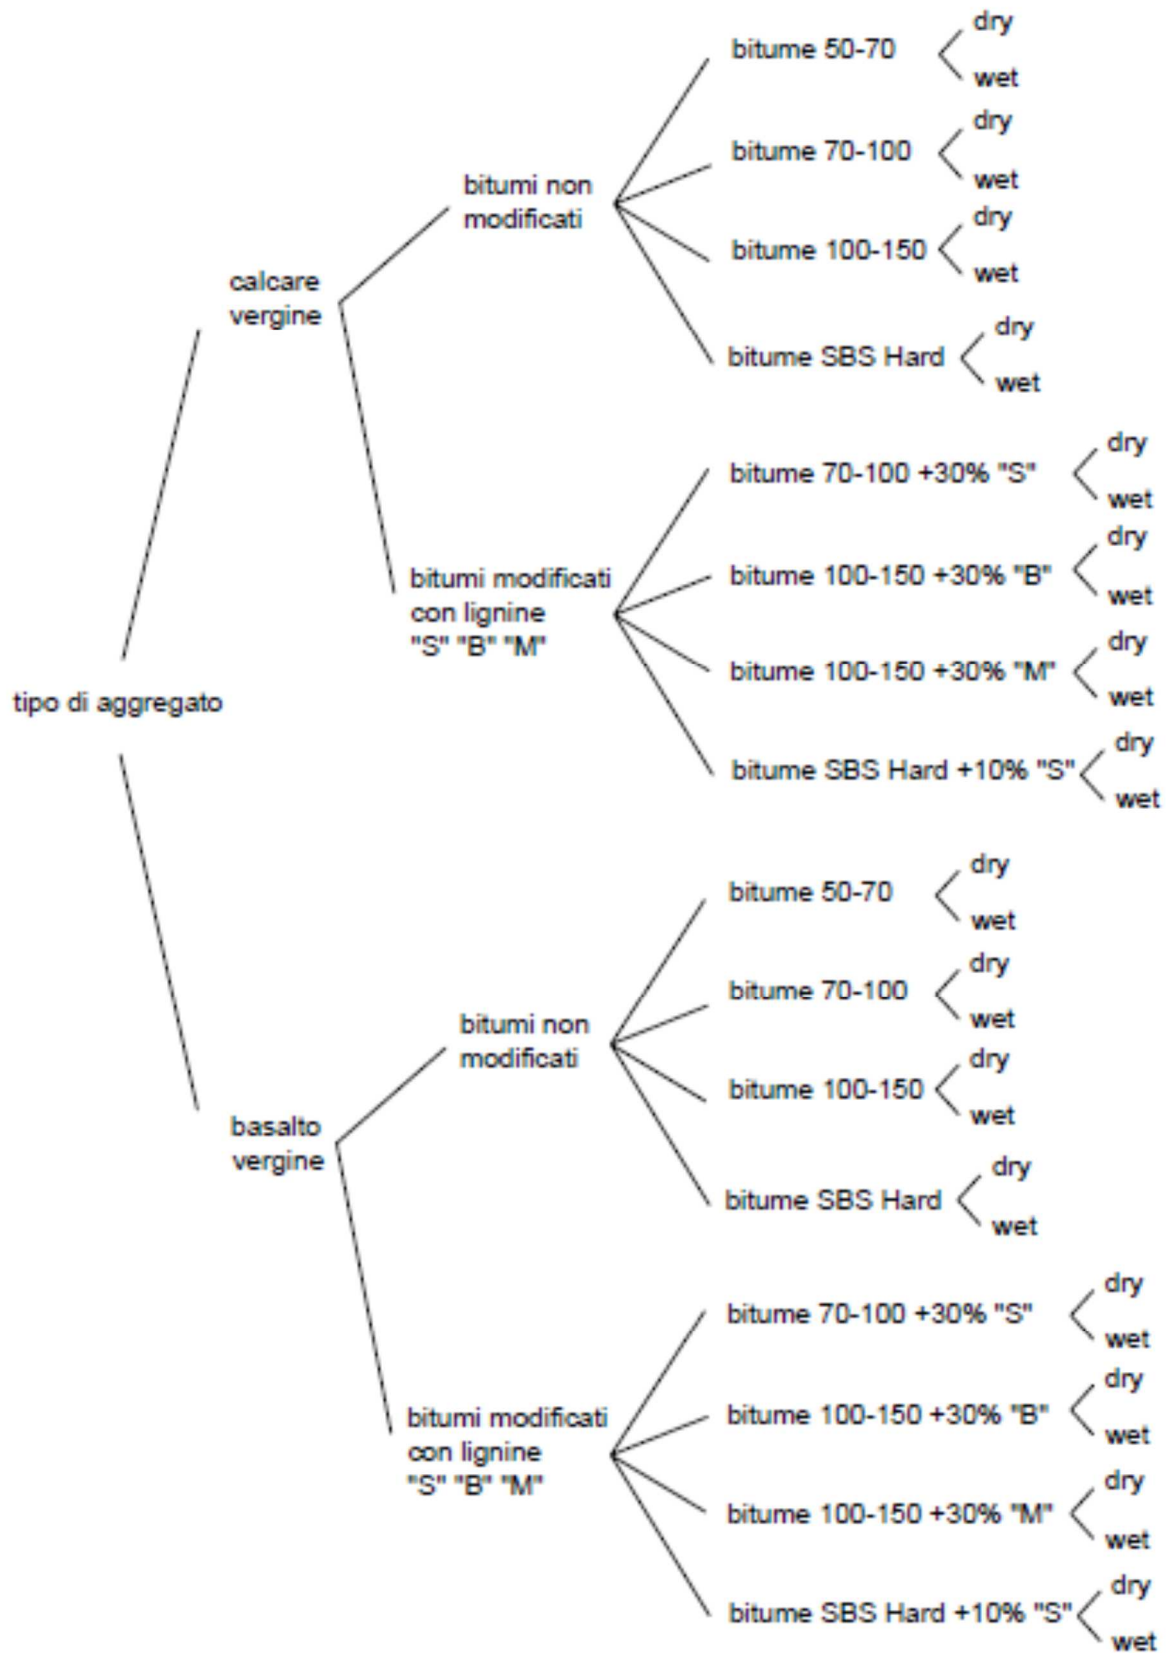 tipo di aggregato
calcare
vergine
bitumi non
modificati
bitume 50-70
dry
wet
bitume 70-100
dry
wet
bitume 100-150
dry
wet
bitume SBS Hard
dry
wet
bitumi modificati
con lignine
"S" "B" "M"
bitume 70-100 +30% "S"
dry
wet
bitume 100-150 +30% "B"
dry
wet
bitume 100-150 +30% "M"
dry
wet
bitume SBS Hard +10% "S"
dry
wet
basalto
vergine
bitumi non
modificati
bitume 50-70
dry
wet
bitume 70-100
dry
wet
bitume 100-150
dry
wet
bitume SBS Hard
dry
wet
bitumi modificati
con lignine
"S" "B" "M"
bitume 70-100 +30% "S"
dry
wet
bitume 100-150 +30% "B"
dry
wet
bitume 100-150 +30% "M"
dry
wet
bitume SBS Hard +10% "S"
dry
wet